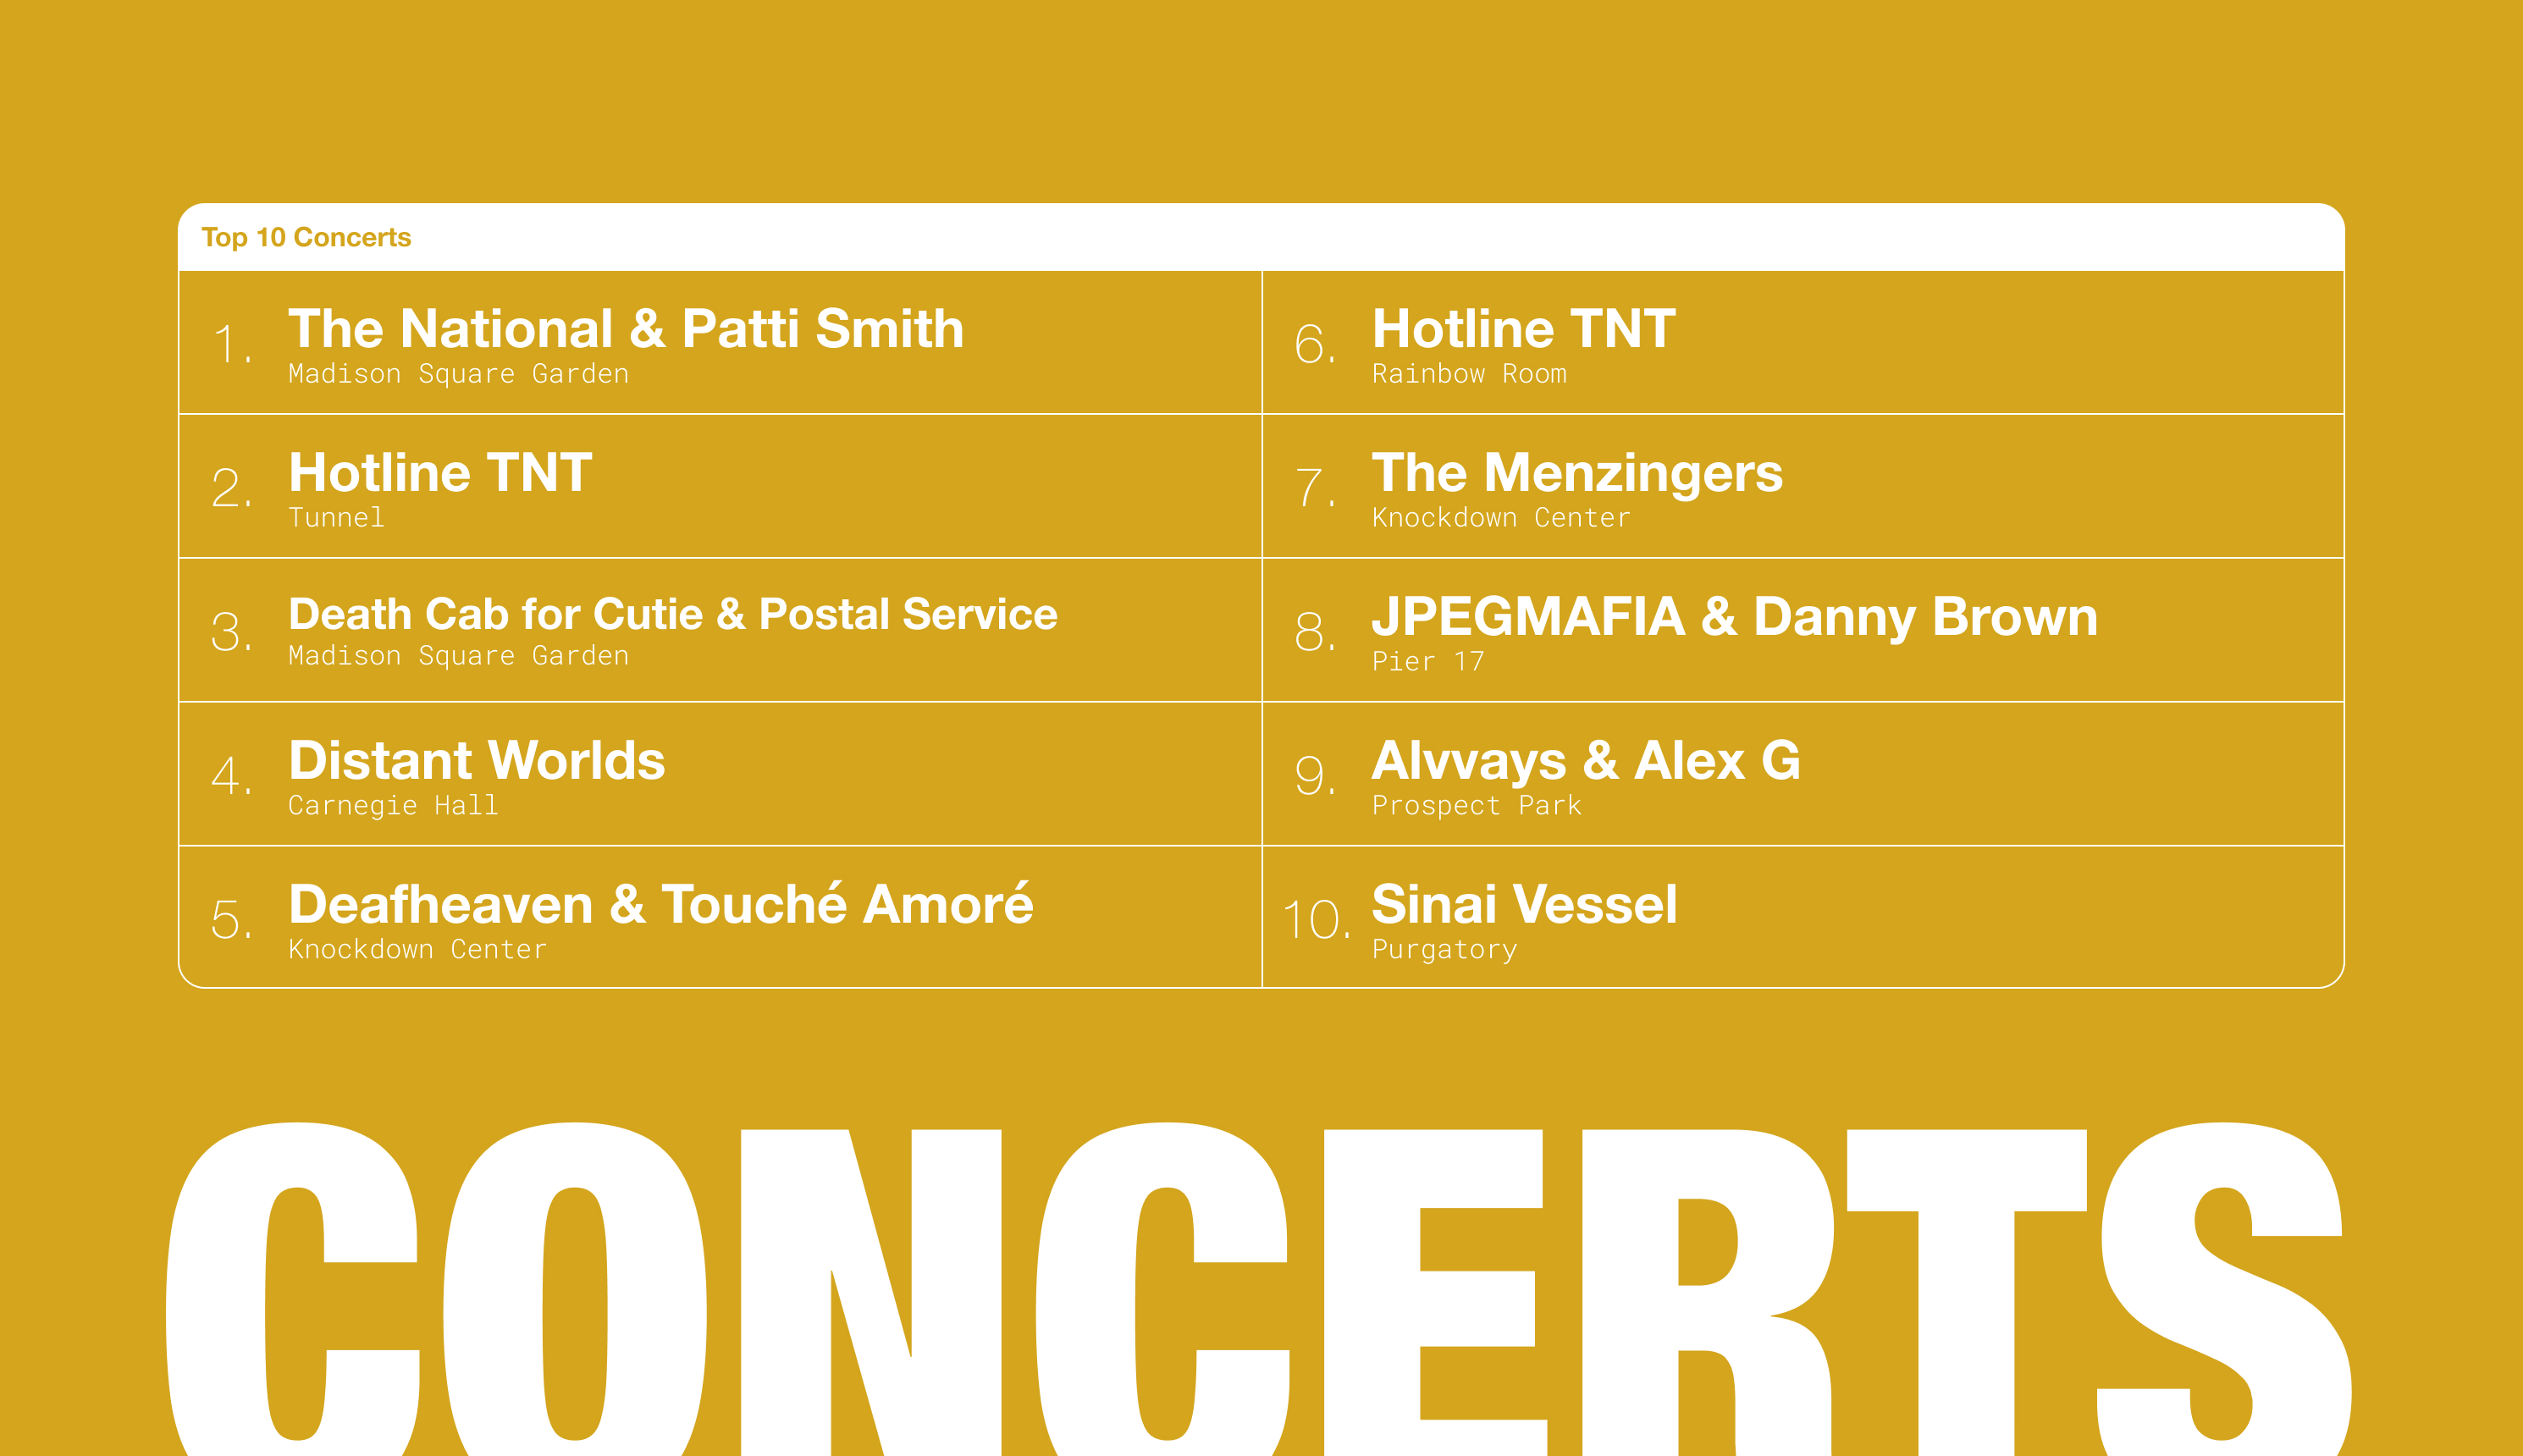 Top 10 Concerts
1. The National & Patti Smith
Madison Square Garden
2. Hotline TNT
Tunnel
3. Death Cab for Cutie & Postal Service
Madison Square Garden
4. Distant Worlds
Carnegie Hall
5. Deafheaven & Touché Amoré
Knockdown Center
6. Hotline TNT
Rainbow Room
7. The Menzingers
Knockdown Center
8. JPEGMAFIA & Danny Brown
Pier 17
9. Alvvays & Alex G
Prospect Park
10. Sinai Vessel
Purgatory
CONCERTS